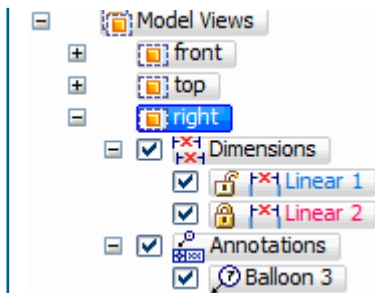 Model Views
front
top
right
Dimensions
Linear 1
Linear 2
Annotations
Balloon 3